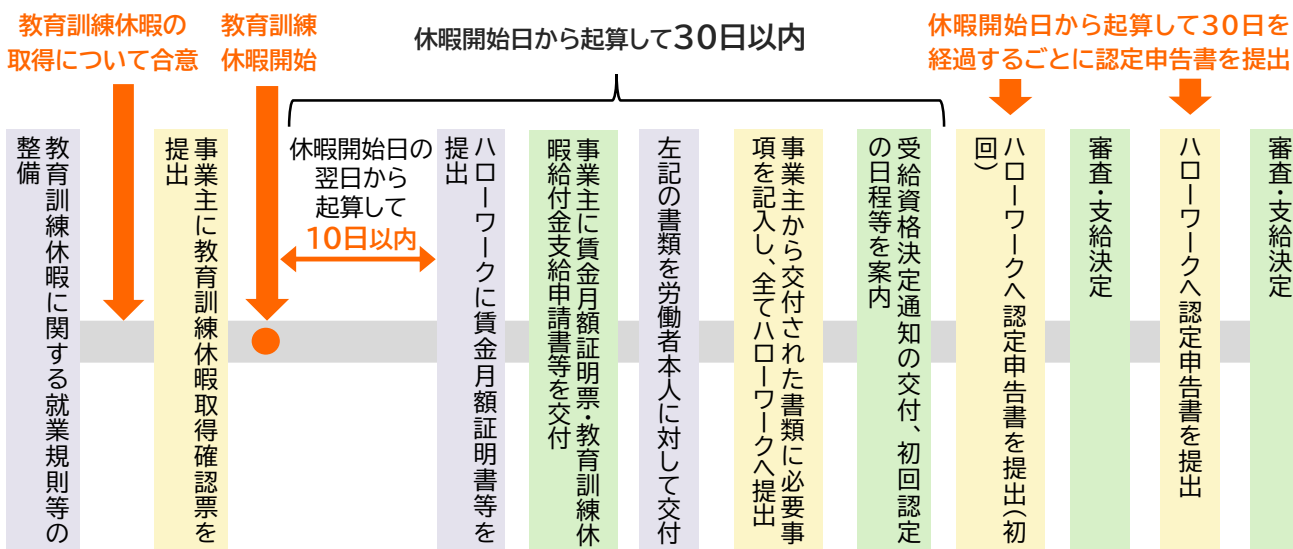 教育訓練休暇の
取得について合意
教育訓練
休暇開始
休暇開始日から起算して30日以内
休暇開始日から起算して30日を
経過するごとに認定申告書を提出
教育訓練休暇に関する就業規則等の
整備
事業主に教育訓練休暇取得確認票を
提出
休暇開始日の
翌日から
起算して
10日以内
ハローワークに賃金月額証明書等を
提出
事業主に賃金月額証明票・教育訓練休
暇給付金支給申請書等を交付
左記の書類を労働者本人に対して交付
事業主から交付された書類に必要事
項を記入し、全てハローワークへ提出
受給資格決定通知の交付、初回認定
の日程等を案内
ハローワークへ認定申告書を提出(初
回)
審査・支給決定
ハローワークへ認定申告書を提出
審査・支給決定